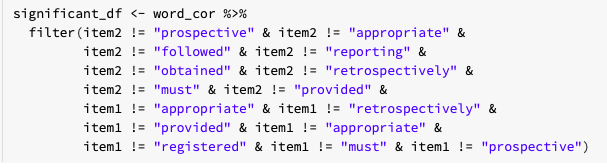 significant_df <- word_cor %>%
  filter(item2 != "prospective" & item2 != "appropriate" &
         item2 != "followed" & item2 != "reporting" &
         item2 != "obtained" & item2 != "retrospectively" &
         item2 != "must" & item2 != "provided" &
         item1 != "appropriate" & item1 != "retrospectively" &
         item1 != "provided" & item1 != "appropriate" &
         item1 != "registered" & item1 != "must" & item1 != "prospective")